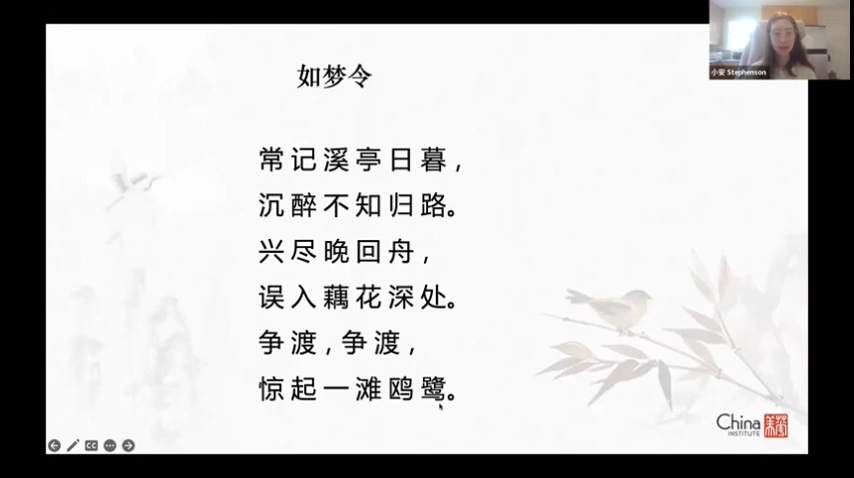 小安 Stephenson
如梦令
常记溪亭日暮，
沉醉不知归路。
兴尽晚回舟，
误入藕花深处。
争渡，争渡，
惊起一滩鸥鹭。
China
INSTITUTE
CC